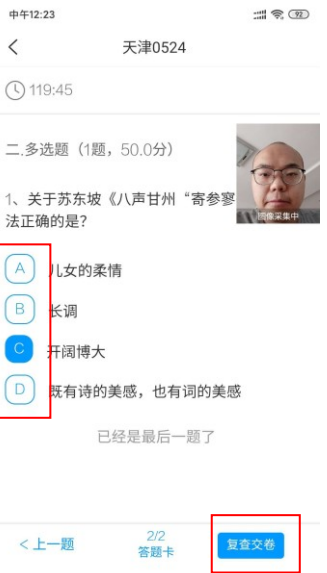 中午12:23
92
天津0524
119:45
二.多选题（1题，50.0分）
1、关于苏东坡《八声甘州“寄参寥
法正确的是？
图像采集中
A 儿女的柔情
B 长调
C 开阔博大
D 既有诗的美感，也有词的美感
已经是最后一题了
< 上一题
2/2
答题卡
复查交卷